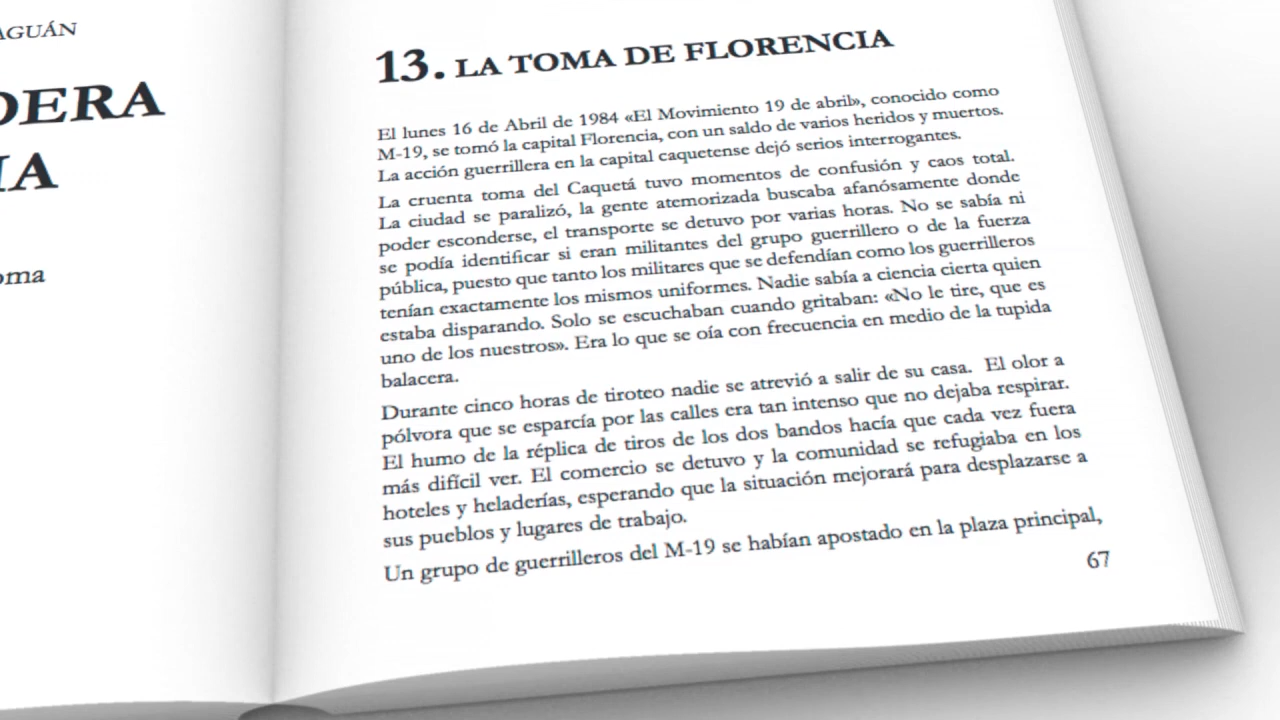 AGUÁN
DERA
IA
oma
13. LA TOMA DE FLORENCIA
El lunes 16 de Abril de 1984 «El Movimiento 19 de abril», conocido como
M-19, se tomó la capital Florencia, con un saldo de varios heridos y muertos.
La acción guerrillera en la capital caquetense dejó serios interrogantes.
La cruenta toma del Caquetá tuvo momentos de confusión y caos total.
La ciudad se paralizó, la gente atemorizada buscaba afanósamente donde
poder esconderse, el transporte se detuvo por varias horas. No se sabía ni
se podía identificar si eran militantes del grupo guerrillero o de la fuerza
pública, puesto que tanto los militares que se defendían como los guerrilleros
tenían exactamente los mismos uniformes. Nadie sabía a ciencia cierta quien
estaba disparando. Solo se escuchaban cuando gritaban: «No le tire, que es
uno de los nuestros». Era lo que se oía con frecuencia en medio de la tupida
balacera.
Durante cinco horas de tiroteo nadie se atrevió a salir de su casa. El olor a
pólvora que se esparcía por las calles era tan intenso que no dejaba respirar.
El humo de la réplica de tiros de los dos bandos hacía que cada vez fuera
más difícil ver. El comercio se detuvo y la comunidad se refugiaba en los
hoteles y heladerías, esperando que la situación mejorará para desplazarse a
sus pueblos y lugares de trabajo.
Un grupo de guerrilleros del M-19 se habían apostado en la plaza principal,
67